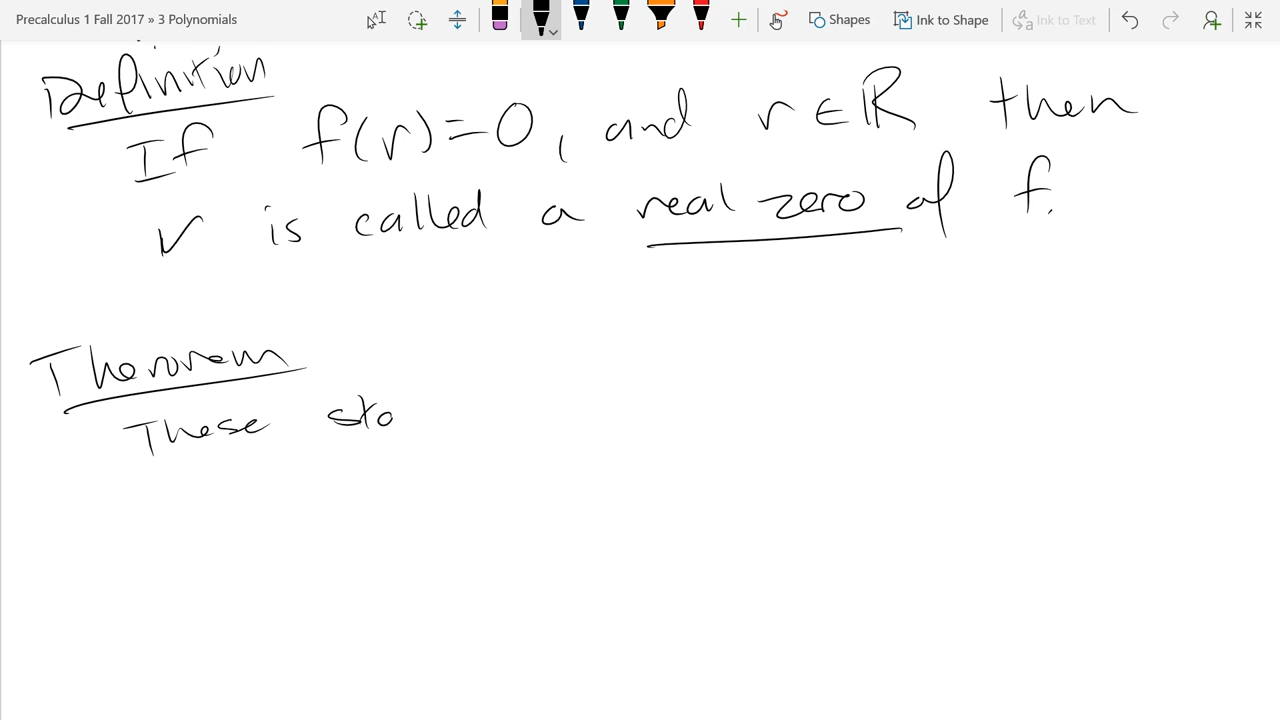 Precalculus 1 Fall 2017 » 3 Polynomials
Shapes Ink to Shape Ink to Text
Definition
If f(r)=0, and r∈ℝ then
r is called a real zero of f.
Theorem
These sta